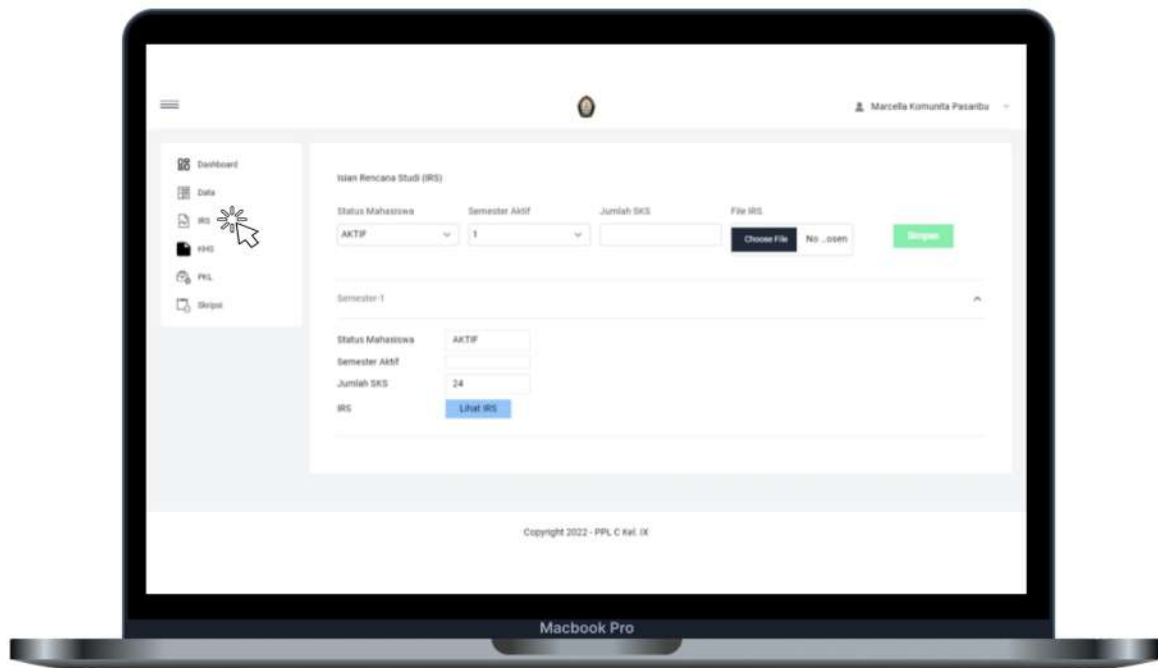 Marcella Komunita Pasaribu
Dashboard
Data
IRS
KHS
PKL
Skripsi
Isian Rencana Studi (IRS)
Status Mahasiswa Semester Aktif Jumlah SKS File IRS
AKTIF 1 Choose File No ...osen Simpan
Semester-1
Status Mahasiswa AKTIF
Semester Aktif
Jumlah SKS 24
IRS Lihat IRS
Copyright 2022 - PPL C Kel. IX
Macbook Pro